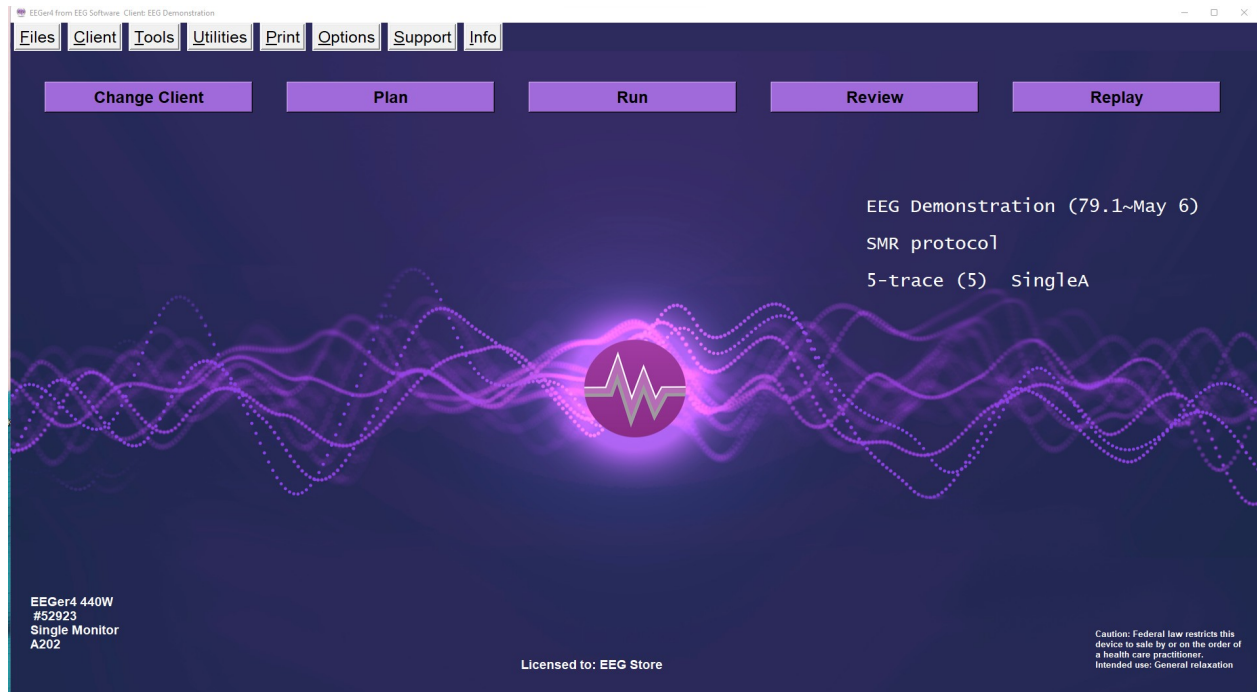 EEGer4 from EEG Software Client: EEG Demonstration
Files Client Tools Utilities Print Options Support Info
Change Client Plan Run Review Replay
EEG Demonstration (79.1~May 6)
SMR protocol
5-trace (5) SingleA
EEGer4 440W
#52923
Single Monitor
A202
Licensed to: EEG Store
Caution: Federal law restricts this
device to sale by or on the order of
a health care practitioner.
Intended use: General relaxation